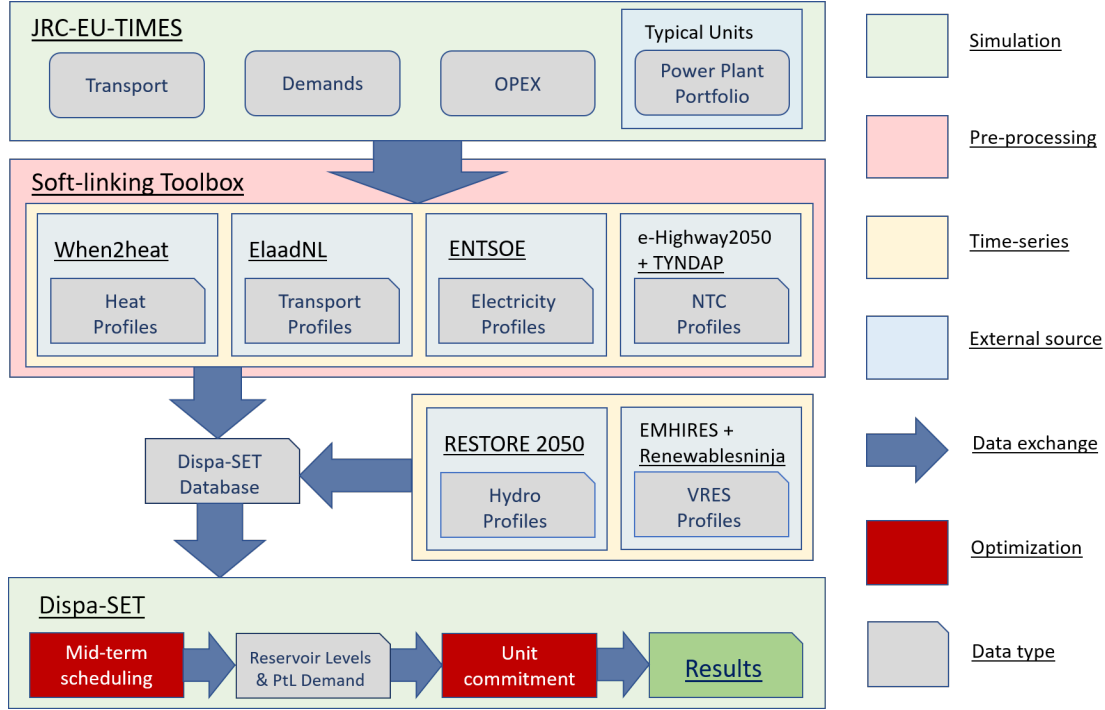 JRC-EU-TIMES
Transport
Demands
OPEX
Typical Units
Power Plant
Portfolio
Soft-linking Toolbox
When2heat
Heat
Profiles
ElaadNL
Transport
Profiles
ENTSOE
Electricity
Profiles
e-Highway2050
+ TYNDAP
NTC
Profiles
Dispa-SET
Database
RESTORE 2050
Hydro
Profiles
EMHIRES +
Renewablesninja
VRES
Profiles
Dispa-SET
Mid-term
scheduling
Reservoir Levels
& PtL Demand
Unit
commitment
Results
Simulation
Pre-processing
Time-series
External source
Data exchange
Optimization
Data type